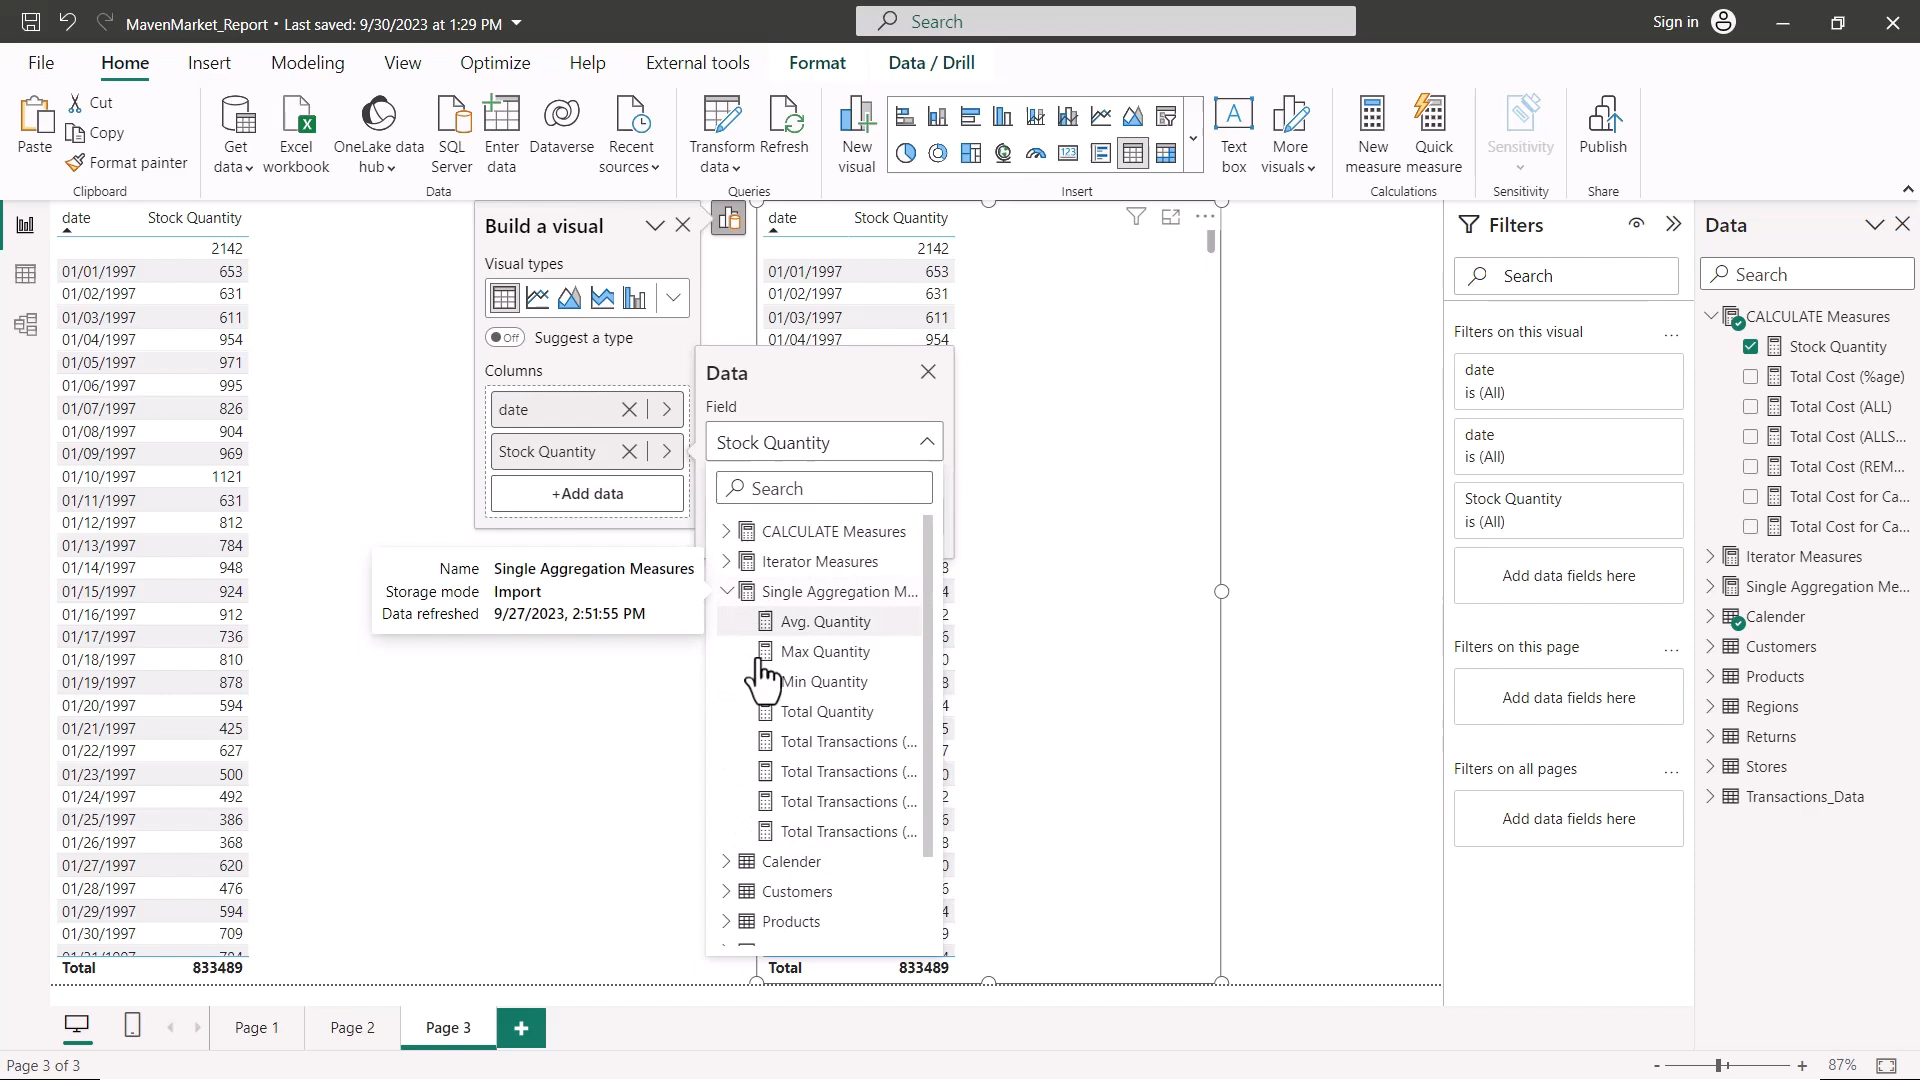 MavenMarket_Report • Last saved: 9/30/2023 at 1:29 PM
Search
Sign in
File
Home
Insert
Modeling
View
Optimize
Help
External tools
Format
Data / Drill
Paste
Cut
Copy
Format painter
Clipboard
Get data
Excel workbook
OneLake data hub
SQL Server
Enter data
Dataverse
Recent sources
Data
Transform data
Refresh
Queries
New visual
Insert
Text box
More visuals
New measure
Quick measure
Calculations
Sensitivity
Sensitivity
Publish
Share
date Stock Quantity
2142
01/01/1997 653
01/02/1997 631
01/03/1997 611
01/04/1997 954
01/05/1997 971
01/06/1997 995
01/07/1997 826
01/08/1997 904
01/09/1997 969
01/10/1997 1121
01/11/1997 631
01/12/1997 812
01/13/1997 784
01/14/1997 948
01/15/1997 924
01/16/1997 912
01/17/1997 736
01/18/1997 810
01/19/1997 878
01/20/1997 594
01/21/1997 425
01/22/1997 627
01/23/1997 500
01/24/1997 492
01/25/1997 386
01/26/1997 368
01/27/1997 620
01/28/1997 476
01/29/1997 594
01/30/1997 709
Total 833489
Build a visual
Visual types
Off Suggest a type
Columns
date
Stock Quantity
+Add data
Name Single Aggregation Measures
Storage mode Import
Data refreshed 9/27/2023, 2:51:55 PM
date Stock Quantity
2142
01/01/1997 653
01/02/1997 631
01/03/1997 611
01/04/1997 954
Data
Field
Stock Quantity
Search
CALCULATE Measures
Iterator Measures
Single Aggregation M...
Avg. Quantity
Max Quantity
Min Quantity
Total Quantity
Total Transactions (...
Total Transactions (...
Total Transactions (...
Total Transactions (...
Calender
Customers
Products
Total 833489
Filters
Search
Filters on this visual
date
is (All)
date
is (All)
Stock Quantity
is (All)
Add data fields here
Filters on this page
Add data fields here
Filters on all pages
Add data fields here
Data
Search
CALCULATE Measures
Stock Quantity
Total Cost (%age)
Total Cost (ALL)
Total Cost (ALLS...
Total Cost (REM...
Total Cost for Ca...
Total Cost for Ca...
Iterator Measures
Single Aggregation Me...
Calender
Customers
Products
Regions
Returns
Stores
Transactions_Data
Page 1
Page 2
Page 3
Page 3 of 3
- + 87%